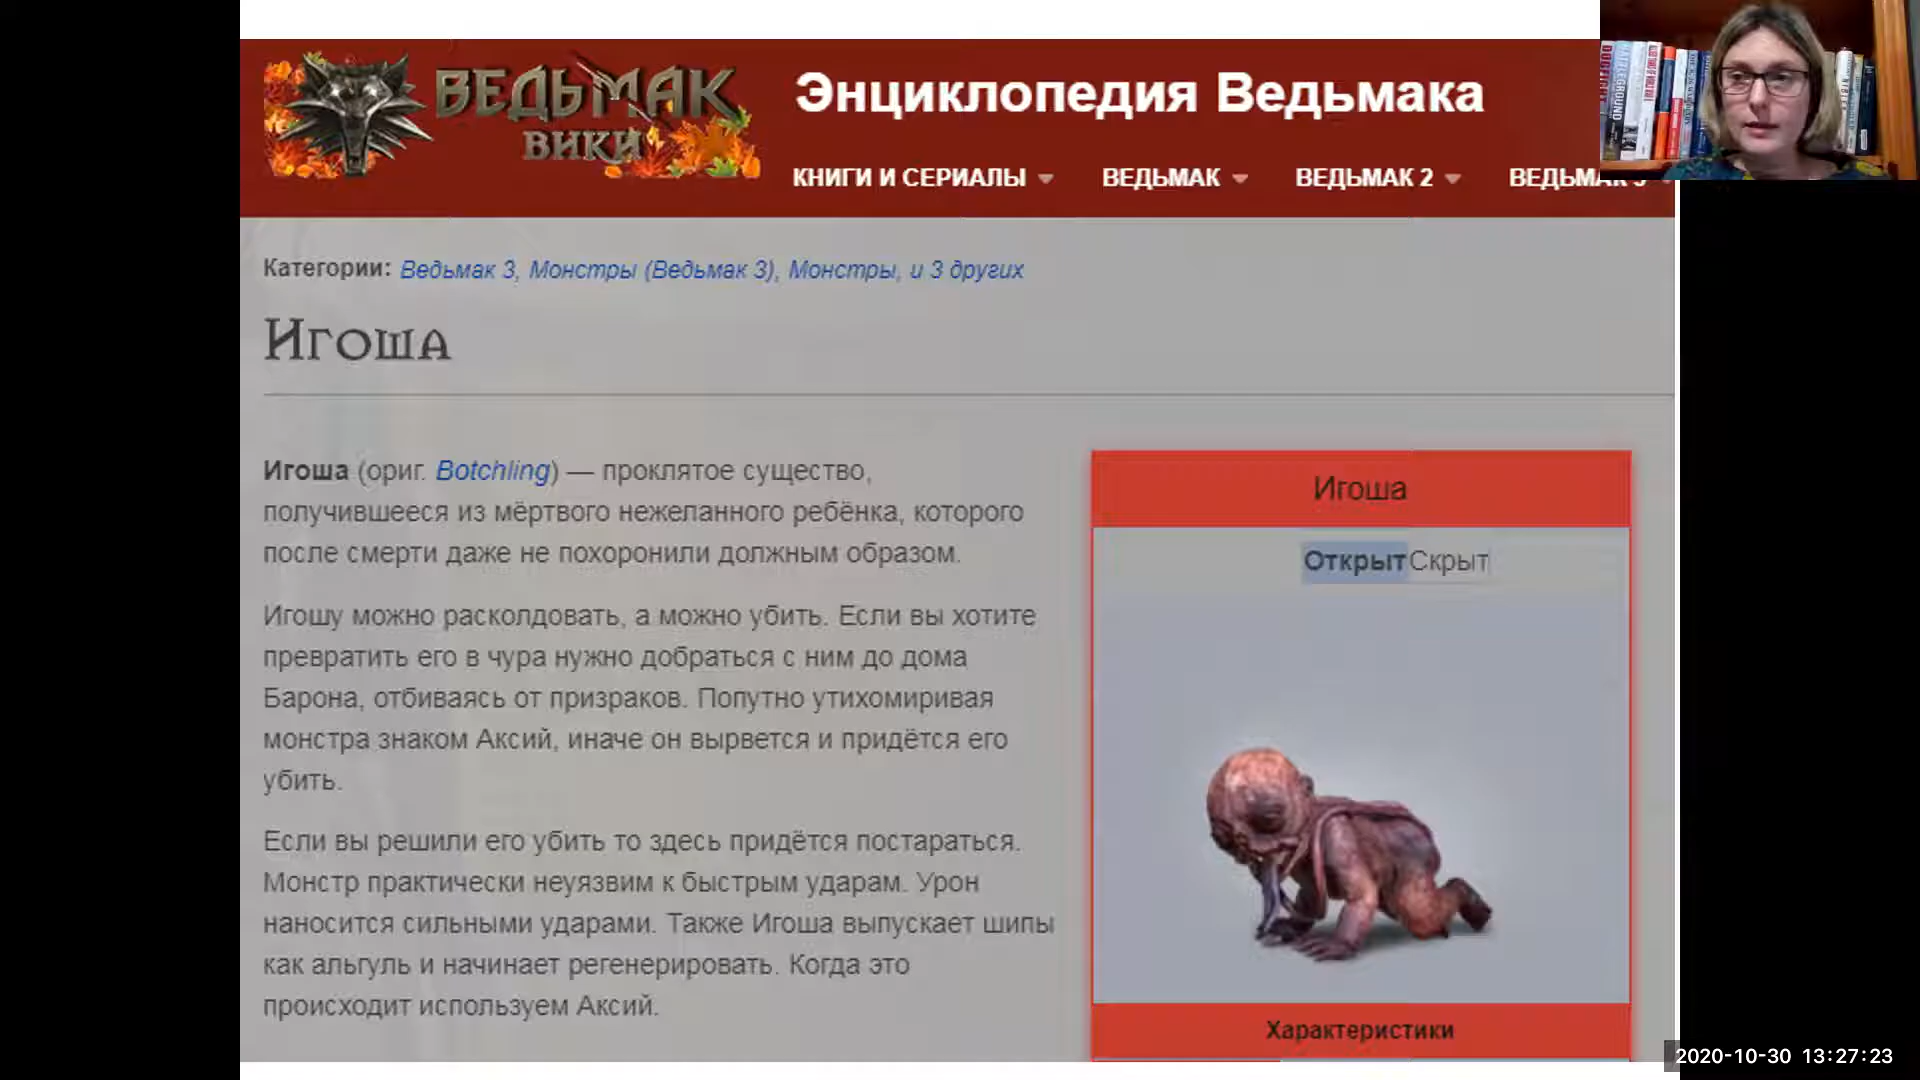 ВЕДЬМАК
ВИКИ
Энциклопедия Ведьмака
КНИГИ И СЕРИАЛЫ
ВЕДЬМАК
ВЕДЬМАК 2
ВЕДЬМАК 3
Категории: Ведьмак 3, Монстры (Ведьмак 3), Монстры, и 3 других
Игоша
Игоша (ориг. Botchling) — проклятое существо,
получившееся из мёртвого нежеланного ребёнка, которого
после смерти даже не похоронили должным образом.
Игошу можно расколдовать, а можно убить. Если вы хотите
превратить его в чура нужно добраться с ним до дома
Барона, отбиваясь от призраков. Попутно утихомиривая
монстра знаком Аксий, иначе он вырвется и придётся его
убить.
Если вы решили его убить то здесь придётся постараться.
Монстр практически неуязвим к быстрым ударам. Урон
наносится сильными ударами. Также Игоша выпускает шипы
как альгуль и начинает регенерировать. Когда это
происходит используем Аксий.
Игоша
ОткрытСкрыт
Характеристики
2020-10-30 13:27:23